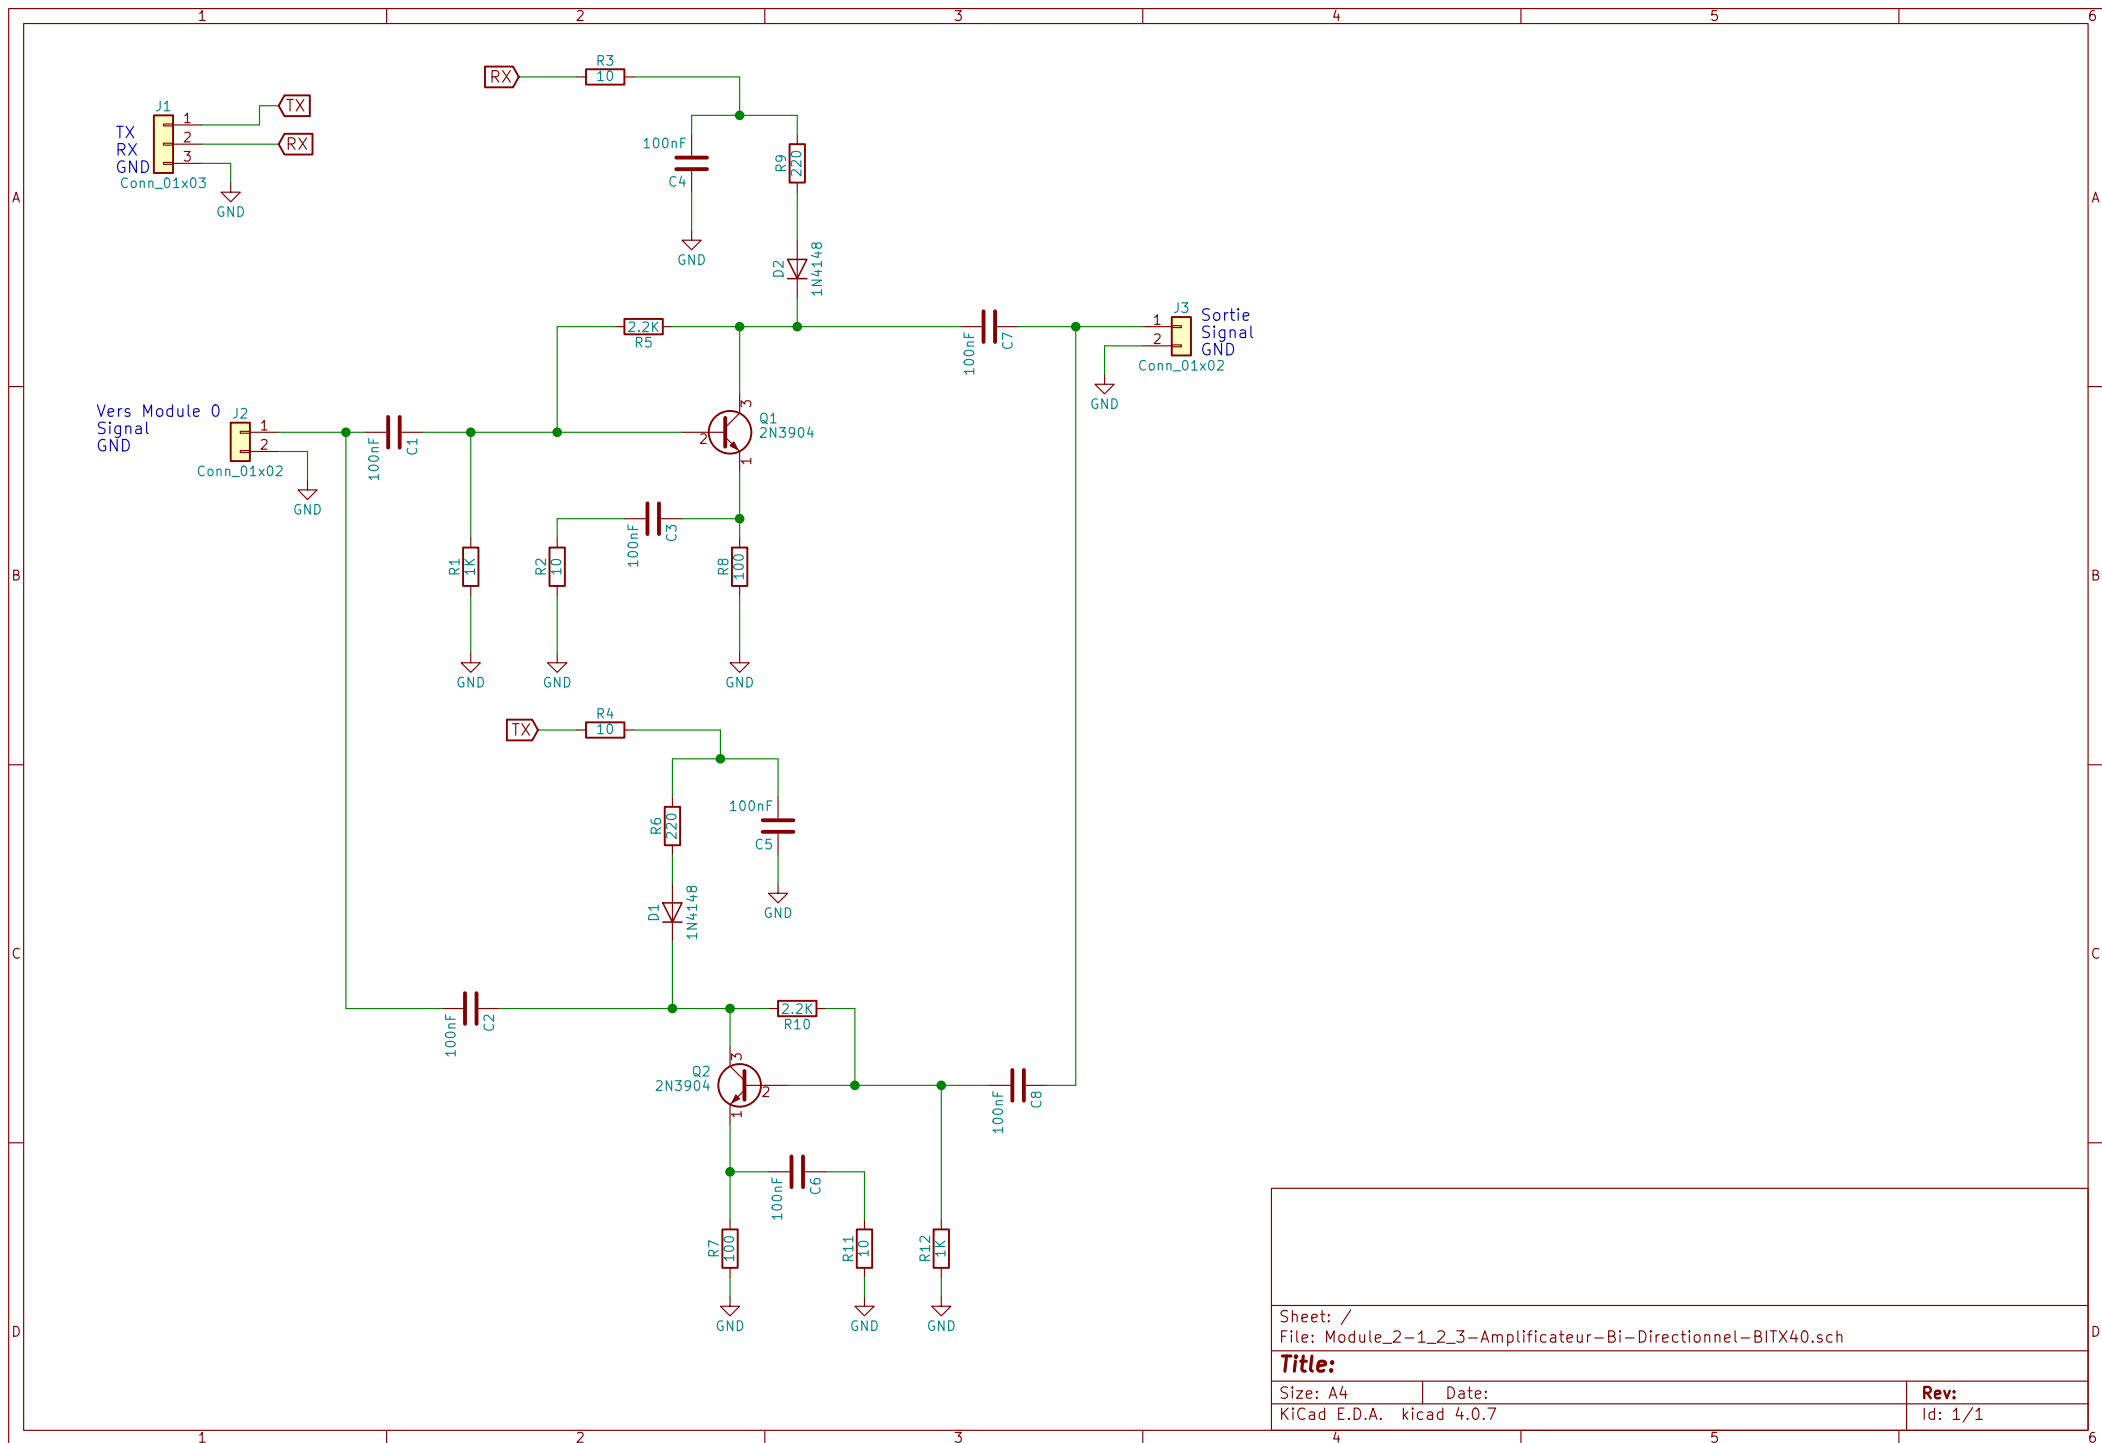 1 2 3 4 5 6
RX
R3
10
J1
TX
RX
GND
1
2
3
TX
RX
Conn_01x03
GND
100nF
C4
R9
220
GND
A
A
D2
1N4148
2.2K
R5
100nF
C7
J3
1
2
Sortie
Signal
GND
Conn_01x02
GND
Vers Module 0
Signal
GND
J2
1
2
Conn_01x02
GND
100nF
C1
3
2
1
Q1
2N3904
100nF
C3
B
R1
1K
R2
10
R8
100
B
GND
GND
GND
TX
R4
10
R6
220
100nF
C5
D1
1N4148
GND
C
C
100nF
C2
2.2K
R10
Q2
2N3904
3
2
1
100nF
C8
100nF
C6
R7
100
R11
10
R12
1K
GND
GND
GND
D
D
Sheet: /
File: Module_2-1_2_3-Amplificateur-Bi-Directionnel-BITX40.sch
Title:
Size: A4
Date:
Rev:
KiCad E.D.A. kicad 4.0.7
Id: 1/1
1 2 3 4 5 6